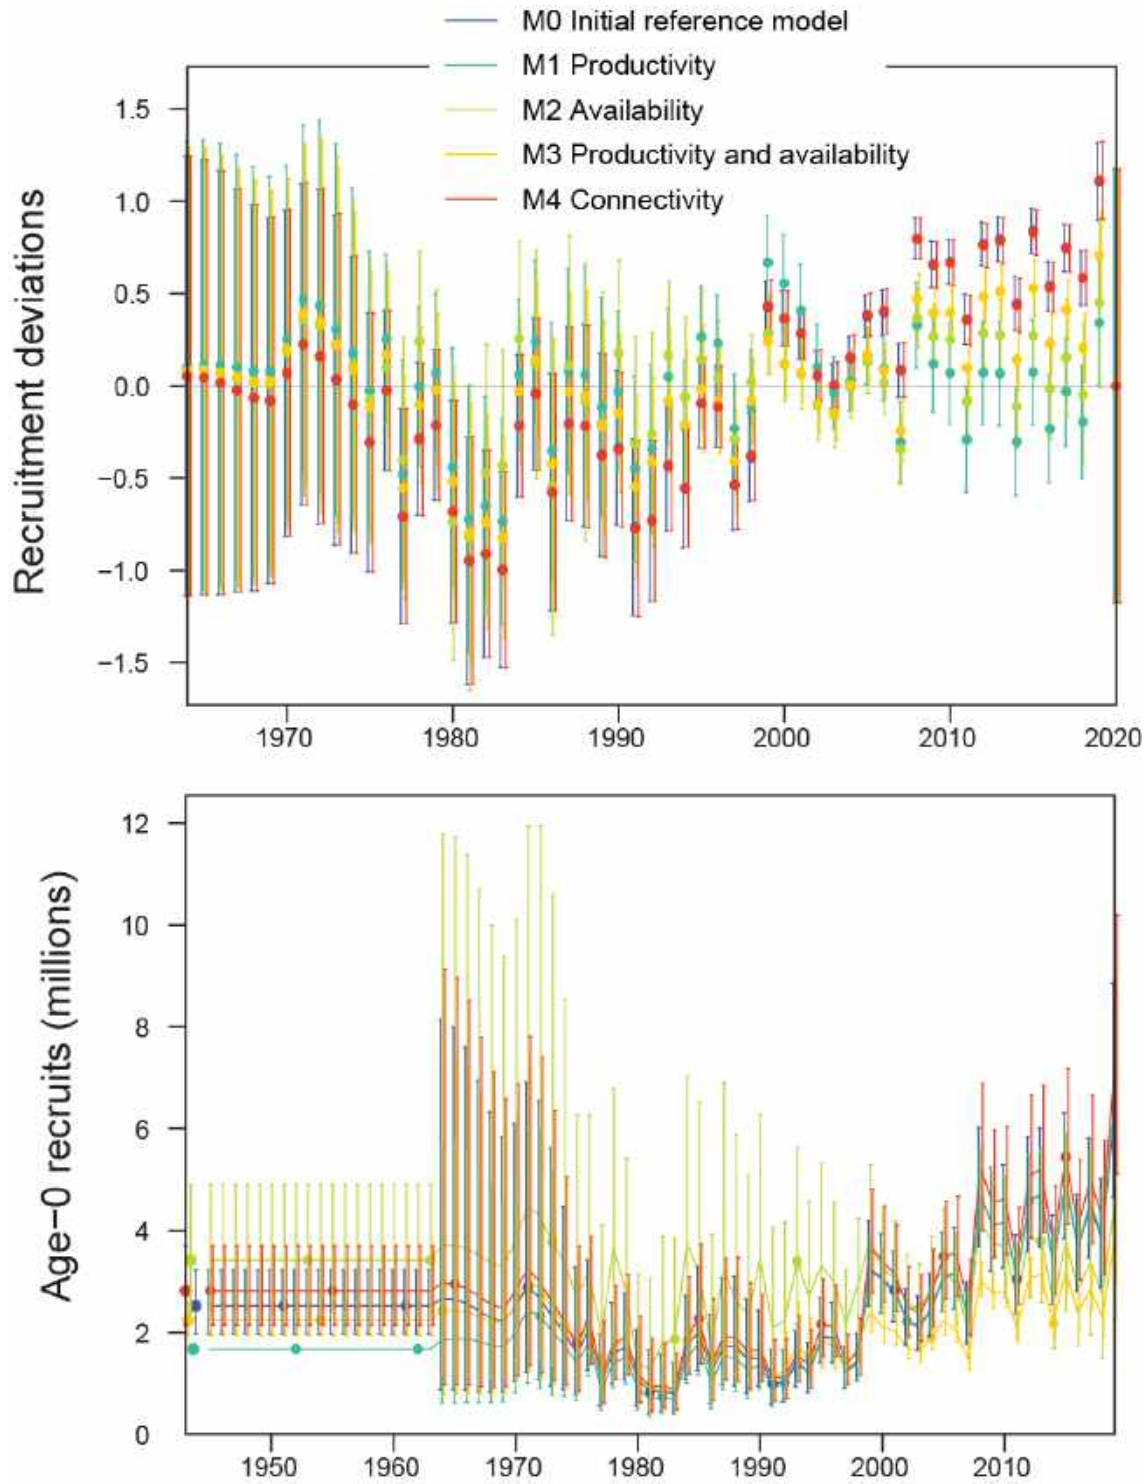 M0 Initial reference model
M1 Productivity
M2 Availability
M3 Productivity and availability
M4 Connectivity
Recruitment deviations
1.5
1.0
0.5
0.0
−0.5
−1.0
−1.5
1970 1980 1990 2000 2010 2020
Age−0 recruits (millions)
12
10
8
6
4
2
0
1950 1960 1970 1980 1990 2000 2010